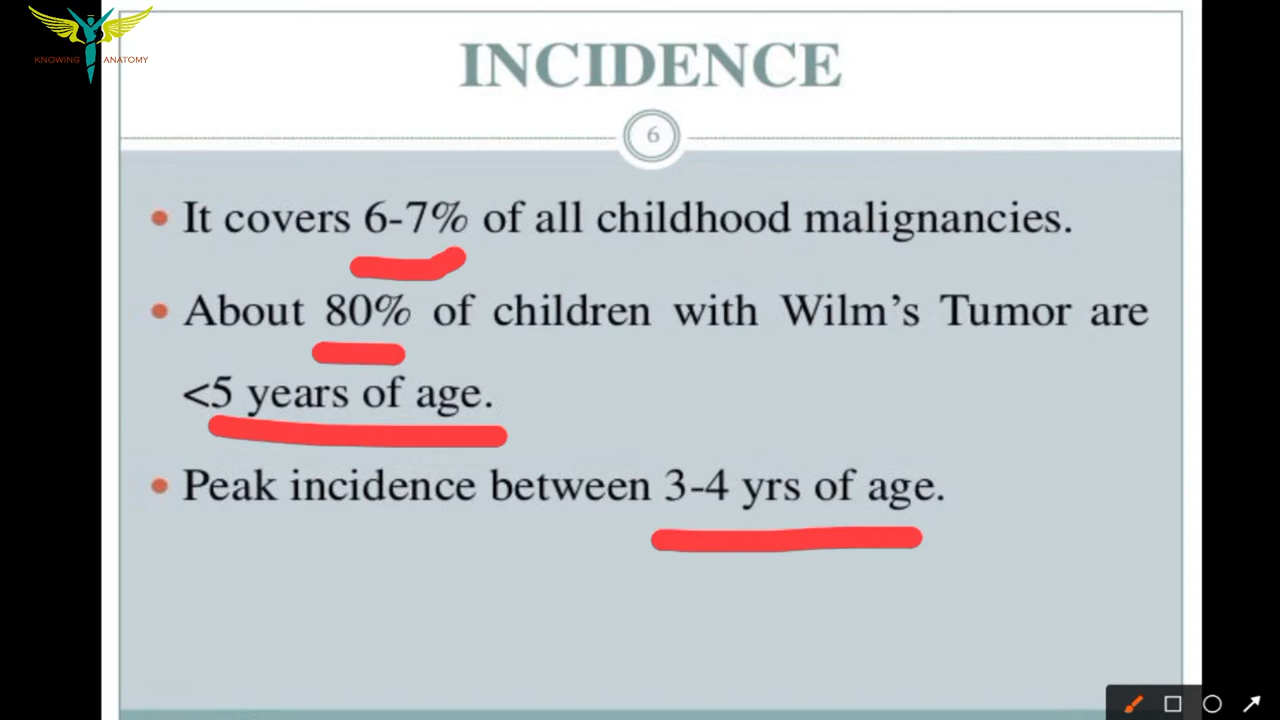 KNOWING ANATOMY
INCIDENCE
6
• It covers 6-7% of all childhood malignancies.
• About 80% of children with Wilm's Tumor are
<5 years of age.
• Peak incidence between 3-4 yrs of age.